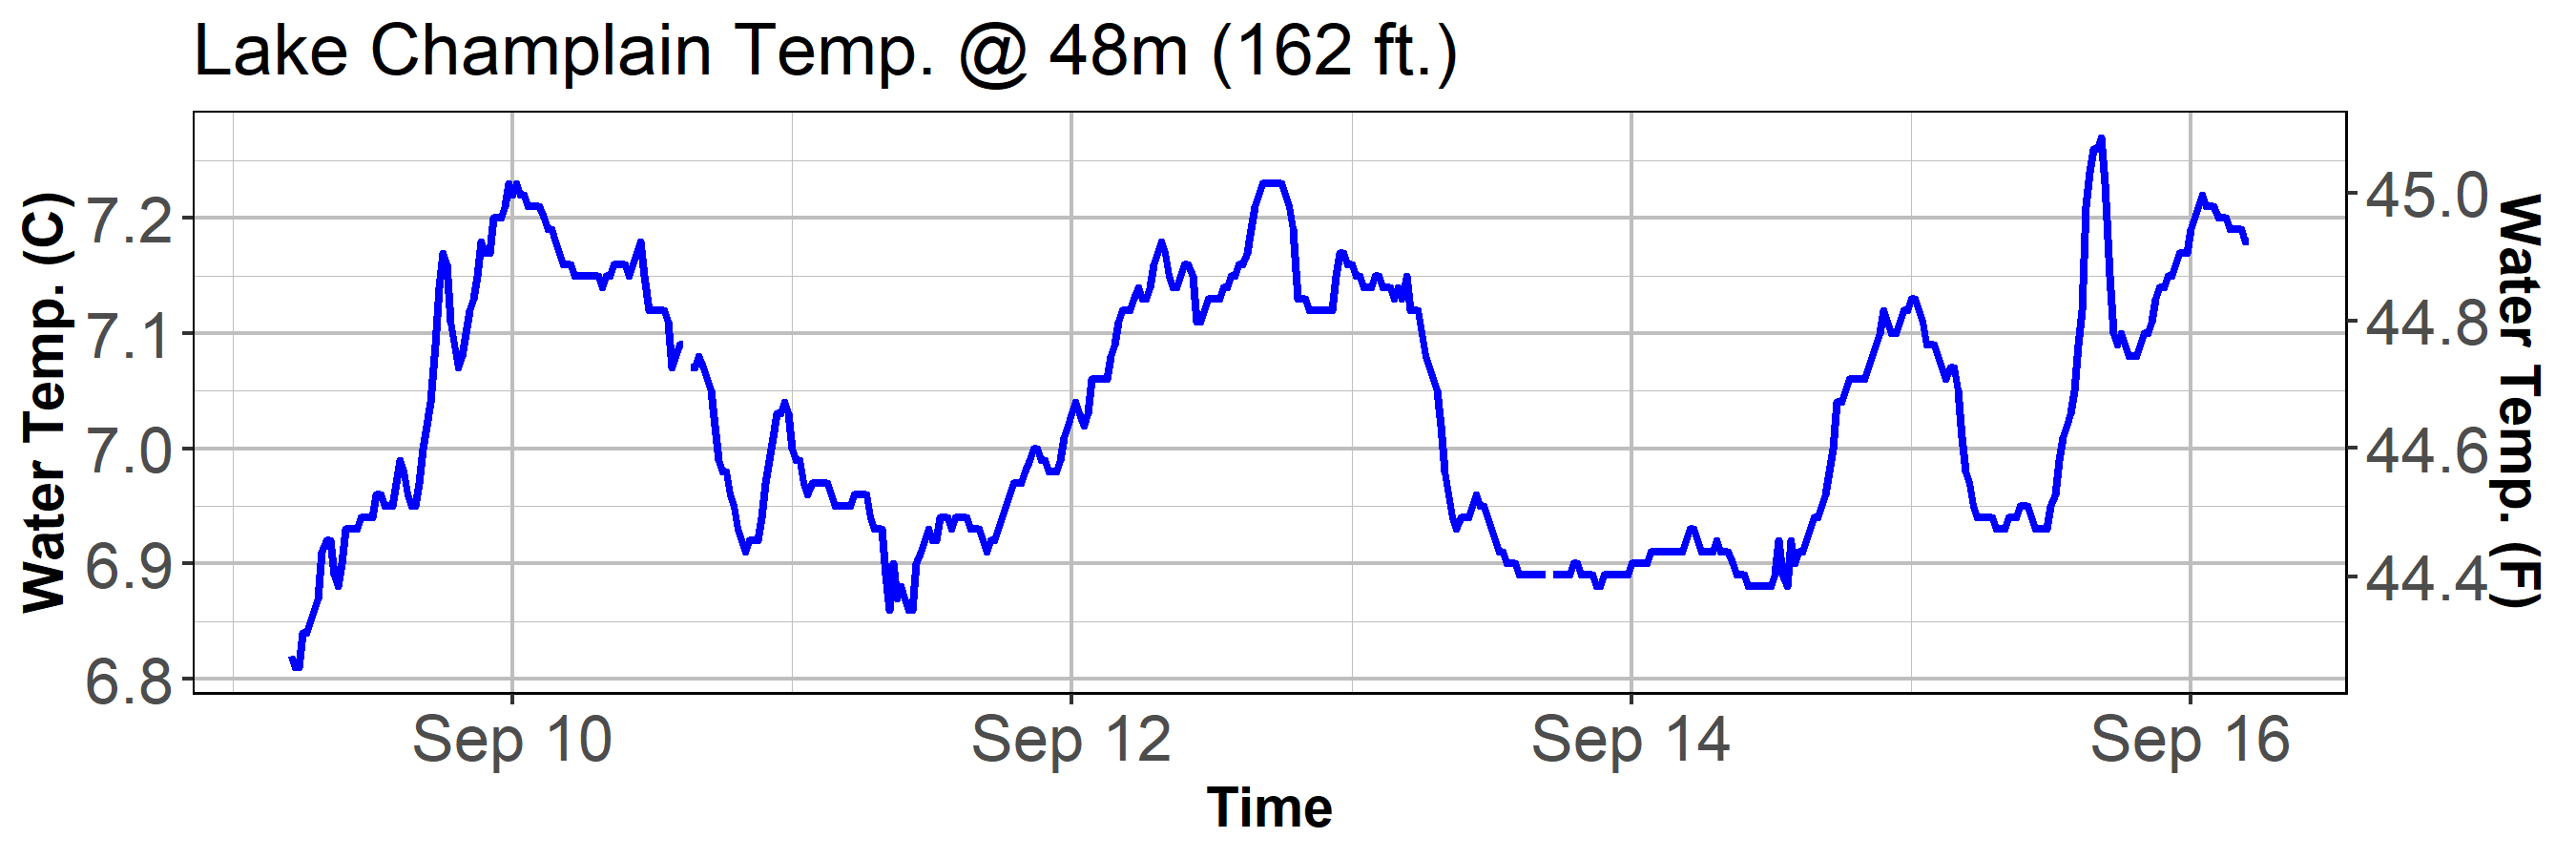 Lake Champlain Temp. @ 48m (162 ft.)
Water Temp. (C)
7.2
7.1
7.0
6.9
6.8
45.0
44.8
44.6
44.4
Water Temp. (F)
Sep 10 Sep 12 Sep 14 Sep 16
Time